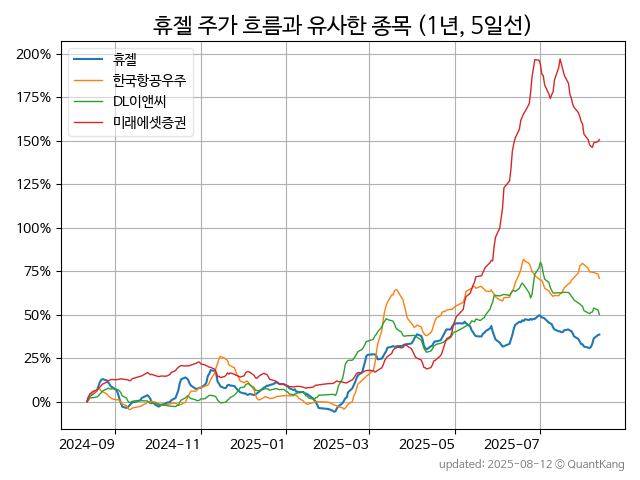 휴젤 주가 흐름과 유사한 종목 (1년, 5일선)
휴젤
한국항공우주
DL이앤씨
미래에셋증권
200%
175%
150%
125%
100%
75%
50%
25%
0%
2024-09
2024-11
2025-01
2025-03
2025-05
2025-07
updated: 2025-08-12 © QuantKang